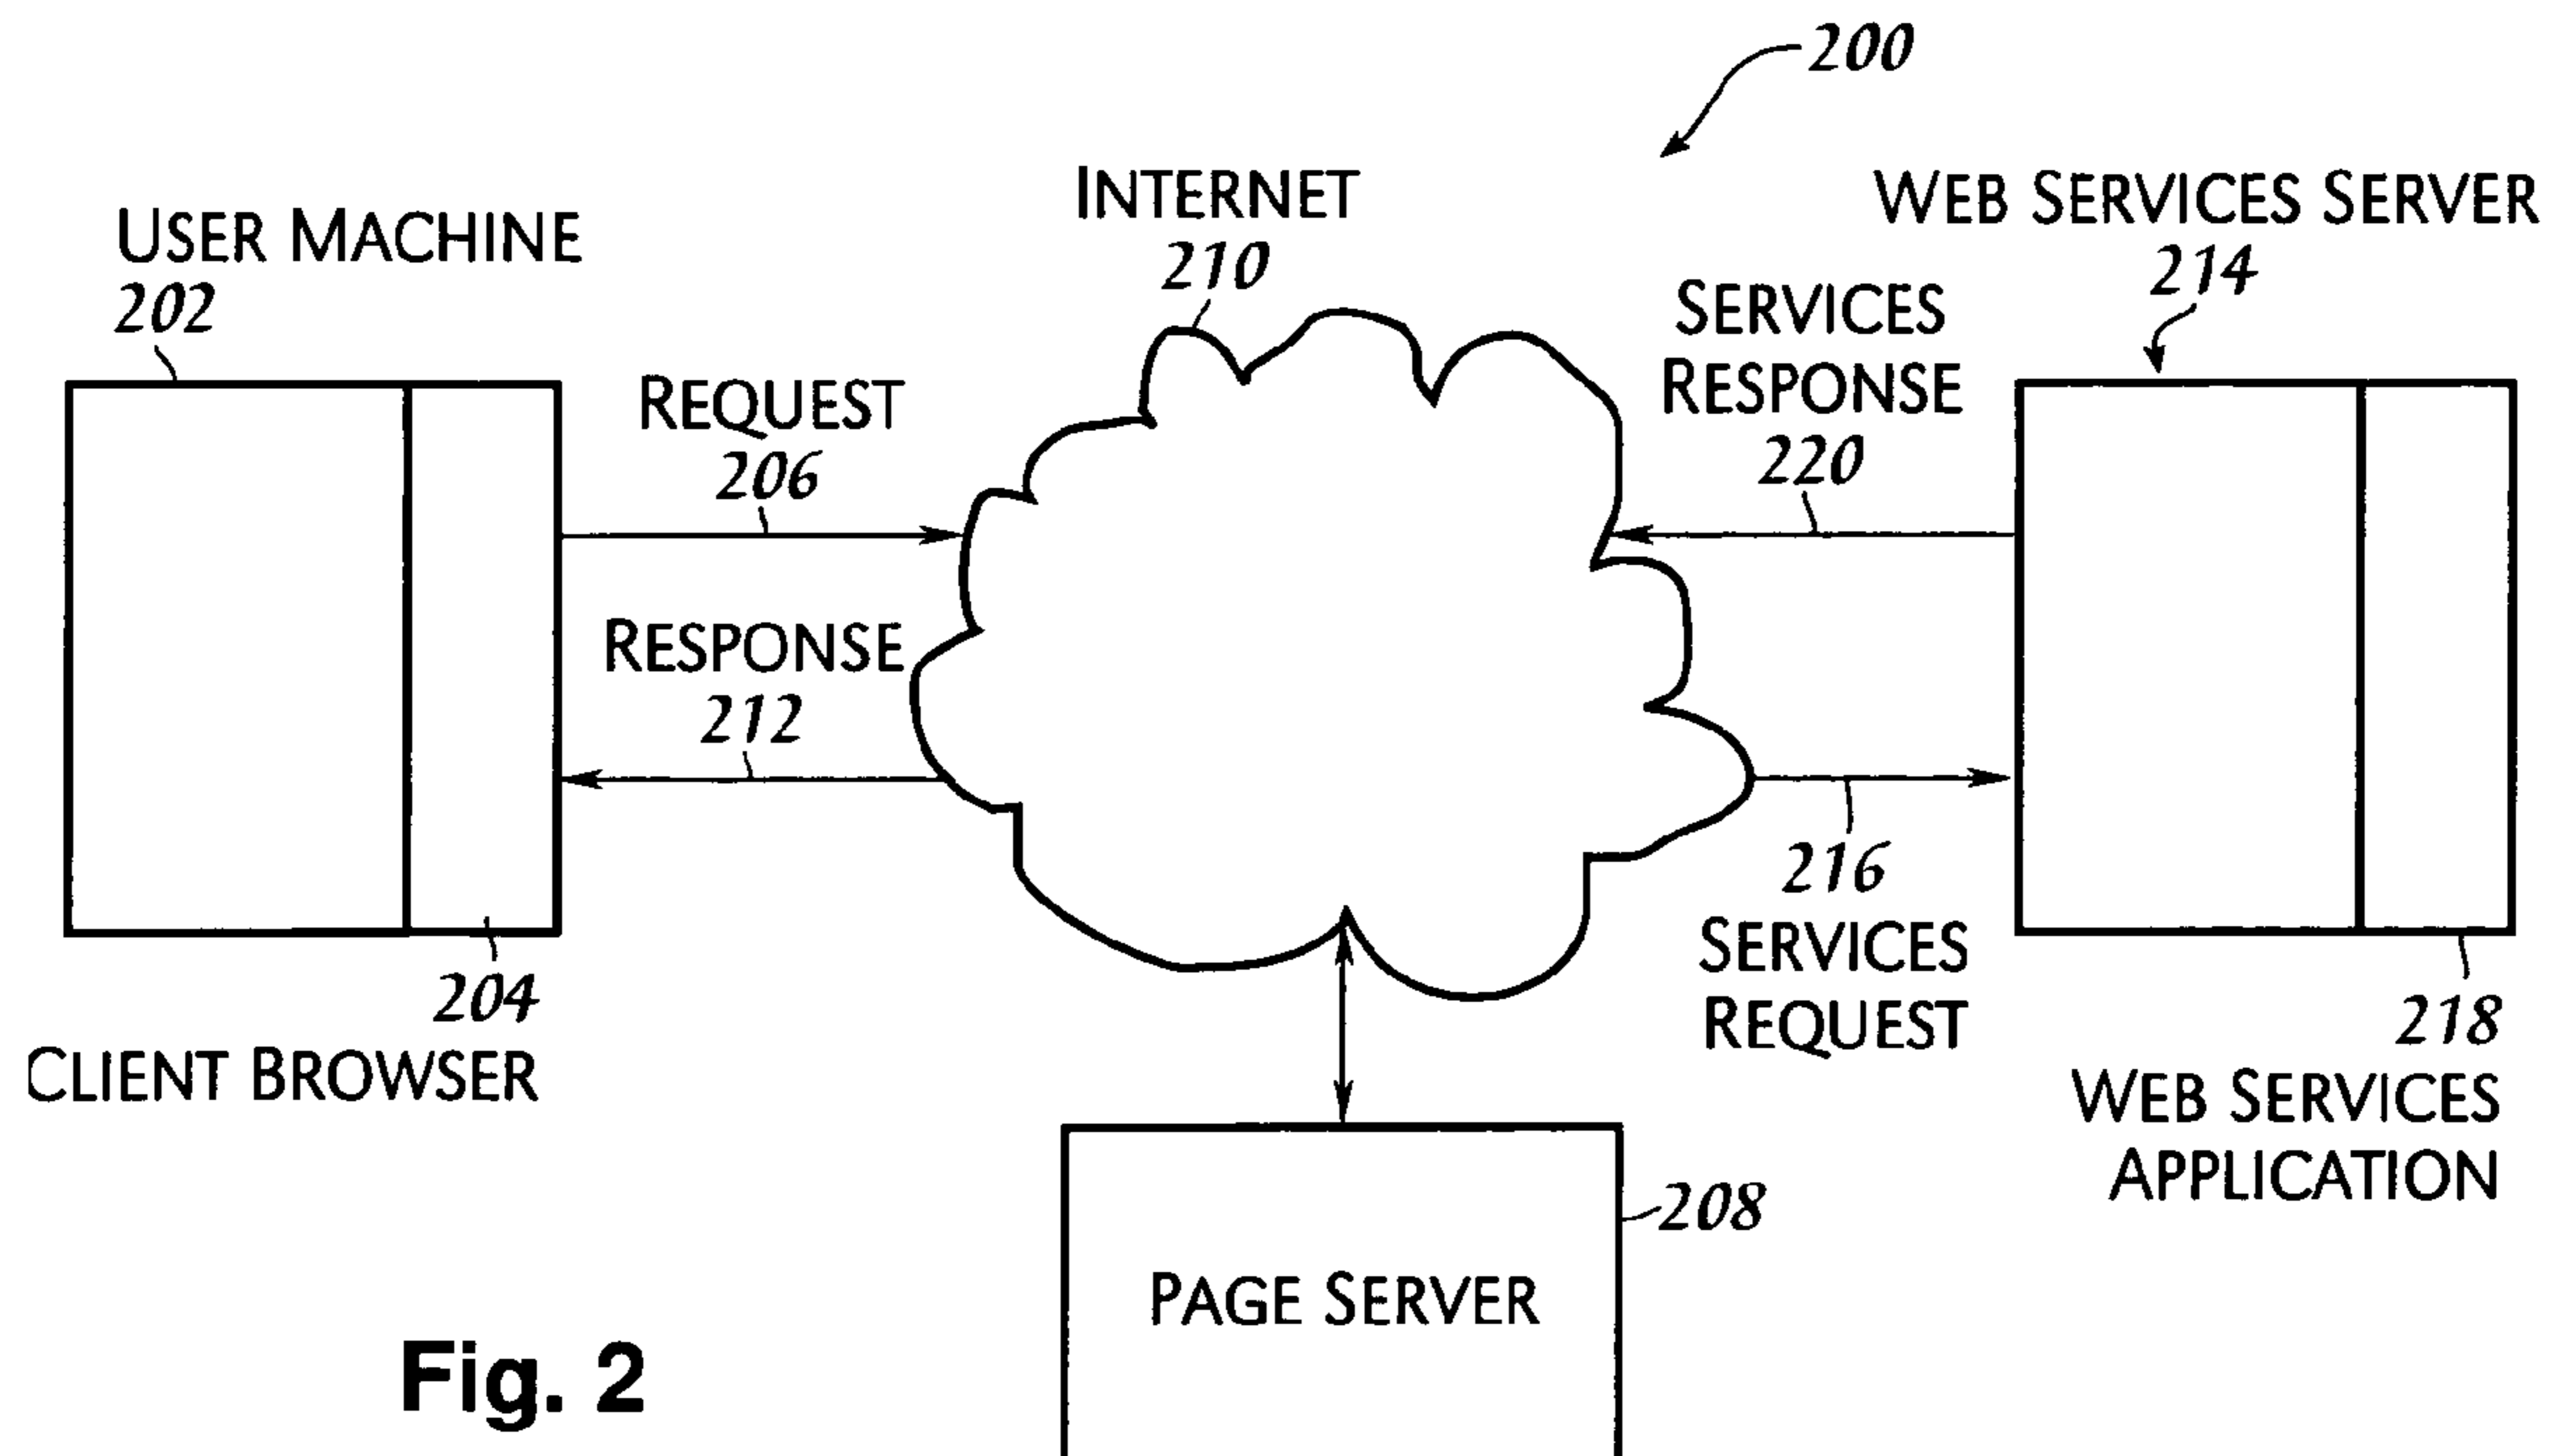 200
INTERNET
210
WEB SERVICES SERVER
214
USER MACHINE
202
SERVICES
RESPONSE
220
REQUEST
206
RESPONSE
212
216
SERVICES
REQUEST
204
CLIENT BROWSER
218
WEB SERVICES
APPLICATION
208
PAGE SERVER
Fig. 2